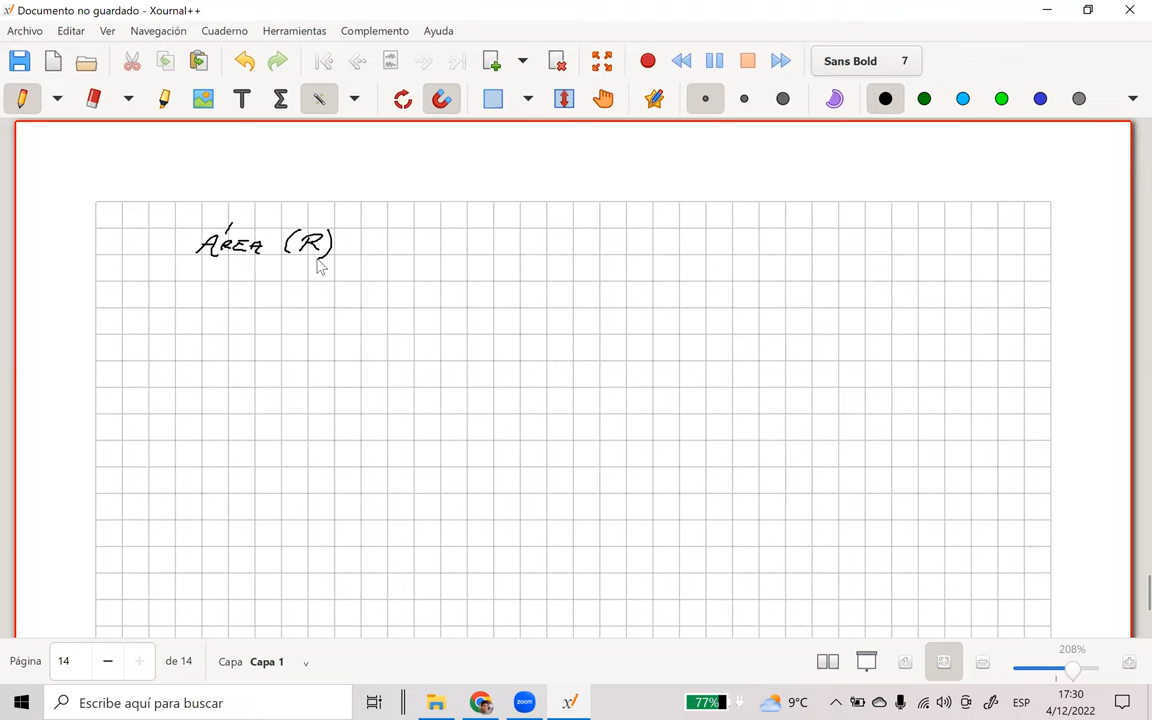 Documento no guardado - Xournal++
Archivo Editar Ver Navegación Cuaderno Herramientas Complemento Ayuda
Sans Bold 7
ÁREA (R)
Página 14 de 14 Capa Capa 1 208%
77% 9°C ESP 17:30
Escribe aquí para buscar zoom 4/12/2022